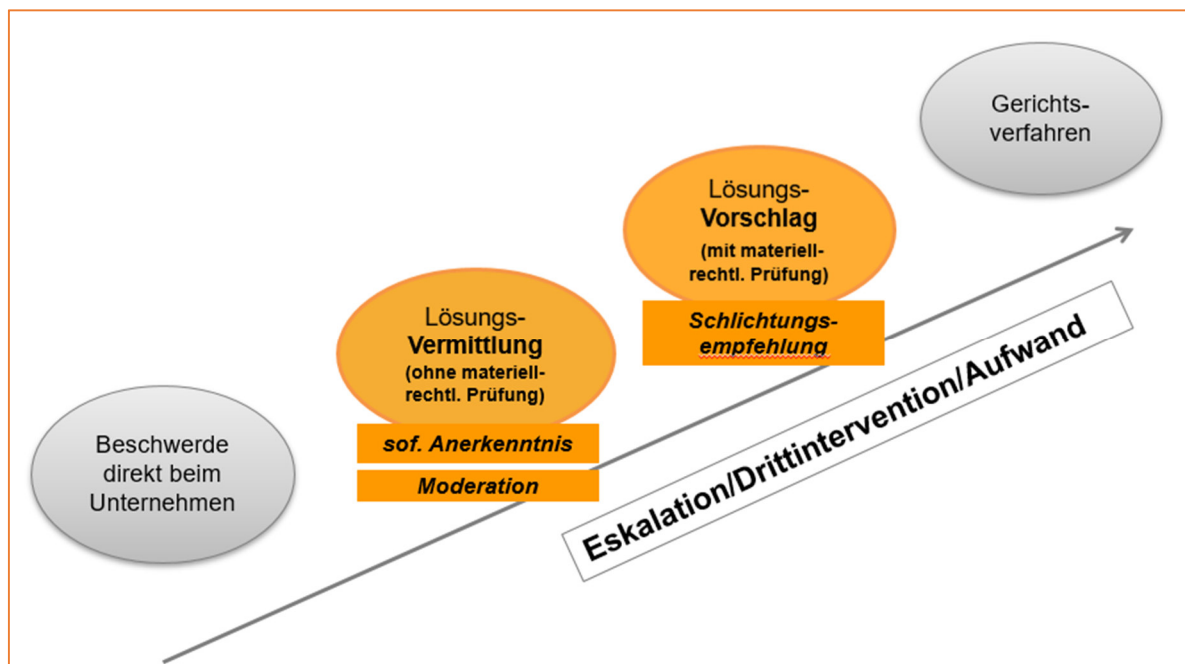 Beschwerde
direkt beim
Unternehmen
Lösungs-
Vermittlung
(ohne materiell-
rechtl. Prüfung)
sof. Anerkenntnis
Moderation
Lösungs-
Vorschlag
(mit materiell-
rechtl. Prüfung)
Schlichtungs-
empfehlung
Gerichts-
verfahren
Eskalation/Drittintervention/Aufwand